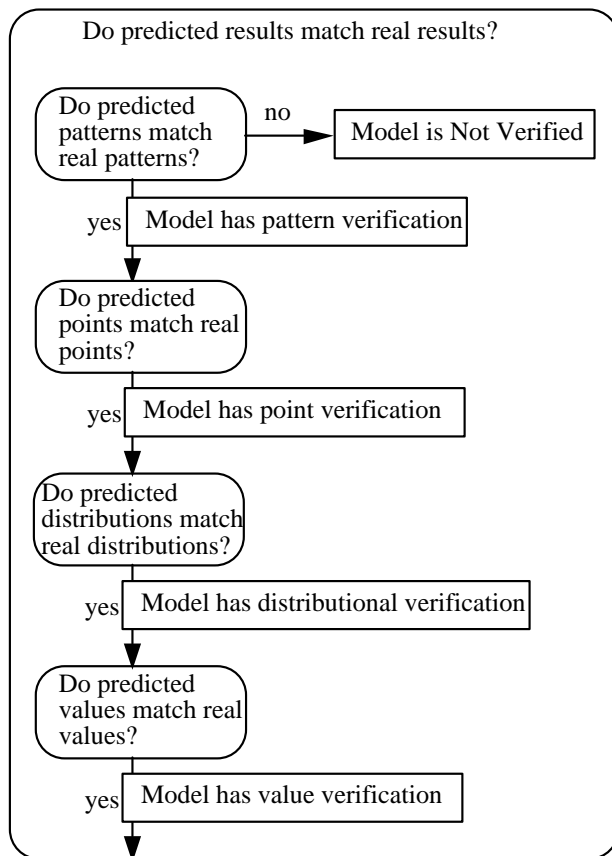 Do predicted results match real results?
Do predicted
patterns match
real patterns?
no
Model is Not Verified
yes
Model has pattern verification
Do predicted
points match real
points?
yes
Model has point verification
Do predicted
distributions match
real distributions?
yes
Model has distributional verification
Do predicted
values match real
values?
yes
Model has value verification